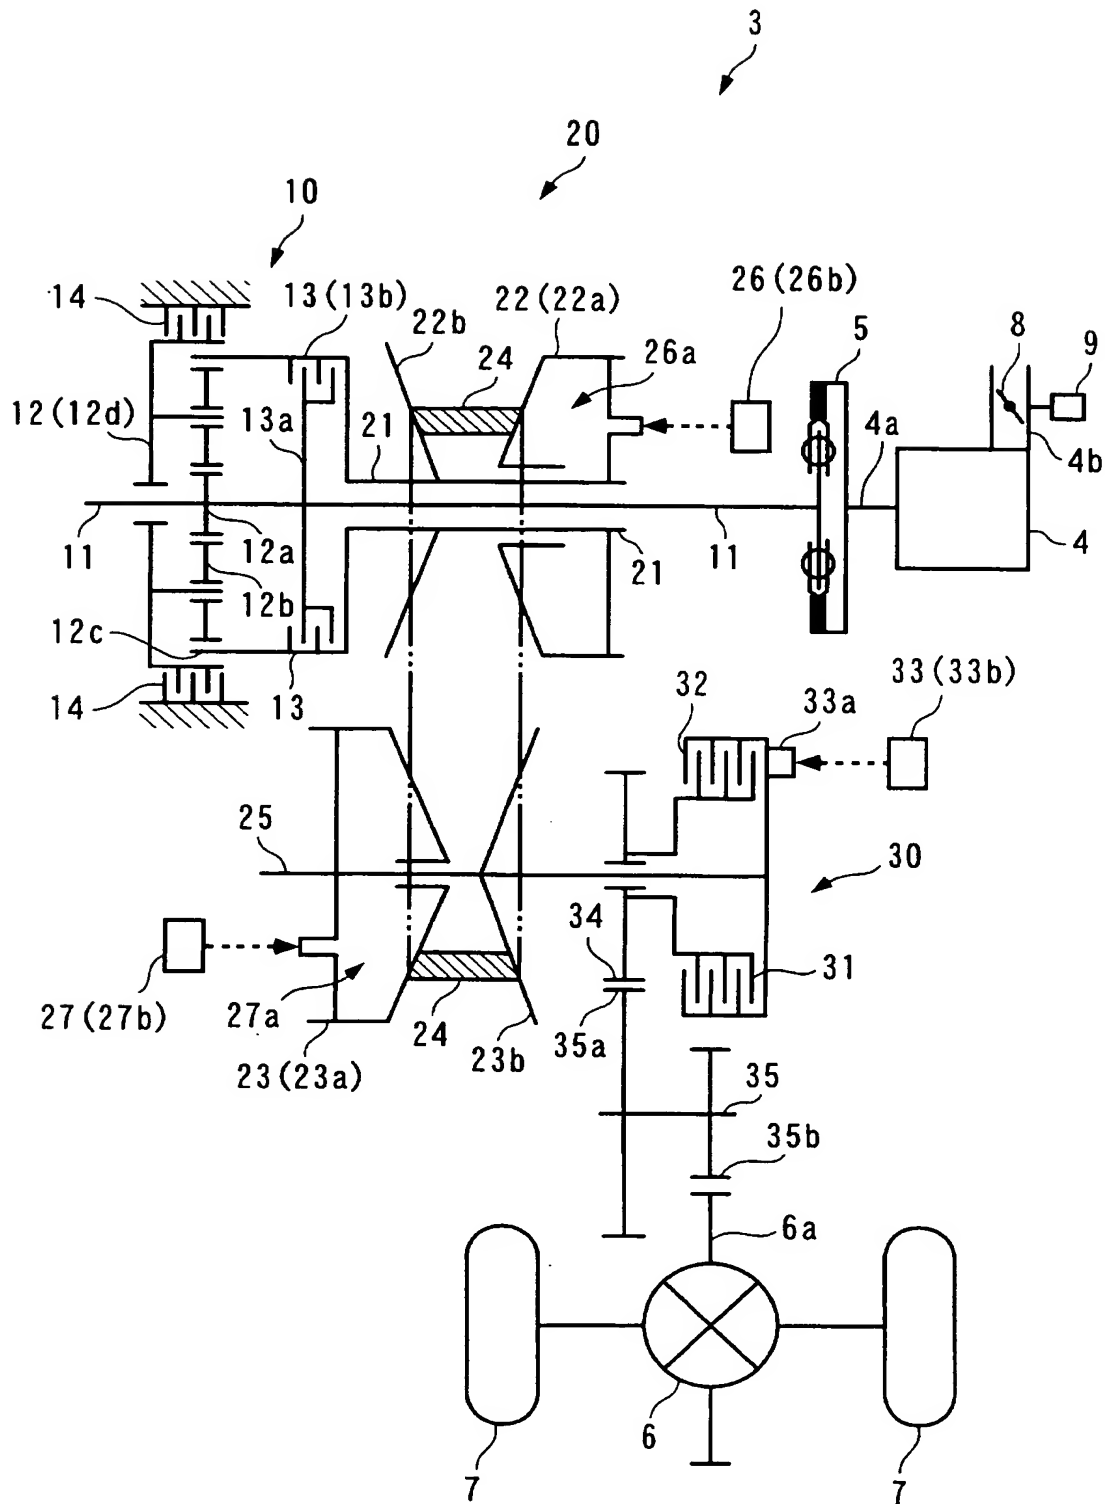 3
20
10
14
13 (13b)
22 (22a)
26 (26b)
22b
5
8
9
24
26a
12 (12d)
13a
21
4a
4b
11
12a
11
21
4
12b
12c
14
13
32
33 (33b)
33a
25
30
34
31
27 (27b)
27a
24
23b
35a
23 (23a)
35
35b
6a
6
7
7